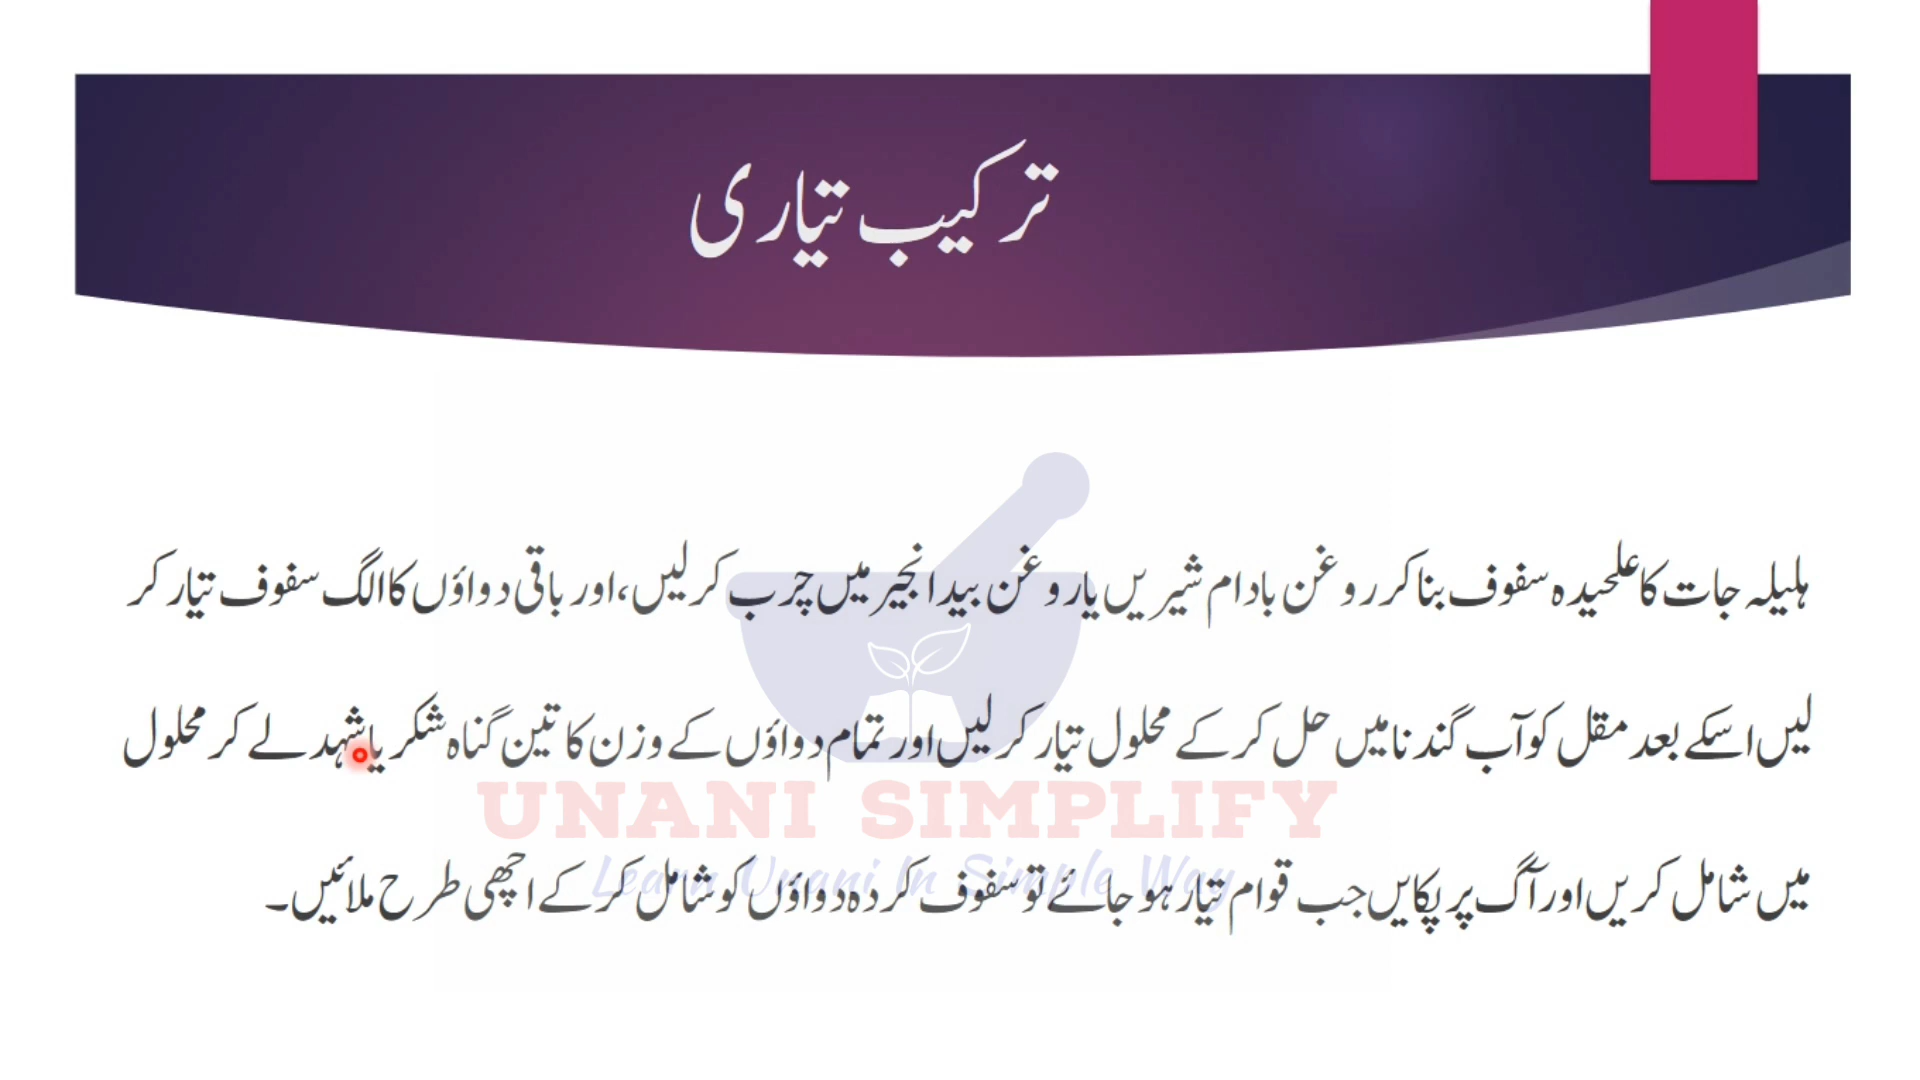 ترکیب تیاری
ہلیلہ جات کا علحیدہ سفوف بنا کر روغن بادام شیریں یا روغن بیدانجیر میں چرب کرلیں، اور باقی دواؤں کا الگ سفوف تیار کر
لیں اسکے بعد مقل کو آب گندنا میں حل کر کے محلول تیار کرلیں اور تمام دواؤں کے وزن کا تین گناہ شکر یا شہد لے کر محلول
میں شامل کریں اور آگ پر پکایں جب قوام تیار ہو جائے تو سفوف کردہ دواؤں کو شامل کرکے اچھی طرح ملائیں۔
UNANI SIMPLIFY
Learn Unani In Simple Way